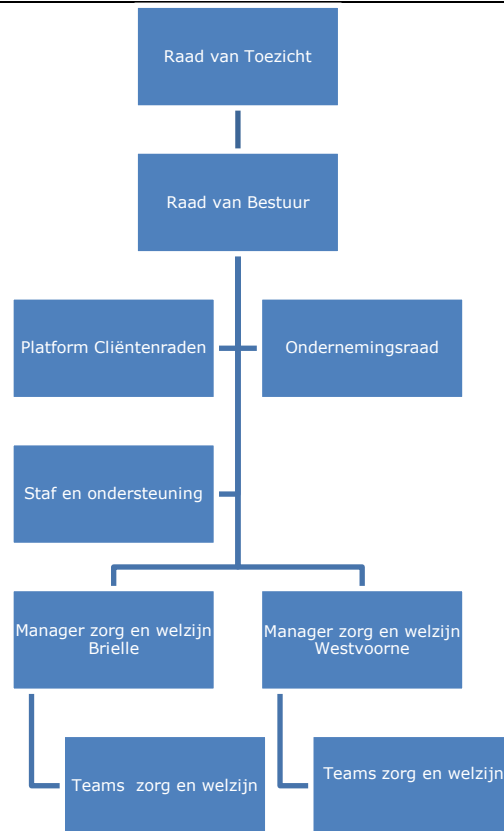 Raad van Toezicht
Raad van Bestuur
Platform Cliëntenraden
Ondernemingsraad
Staf en ondersteuning
Manager zorg en welzijn
Brielle
Manager zorg en welzijn
Westvoorne
Teams zorg en welzijn
Teams zorg en welzijn